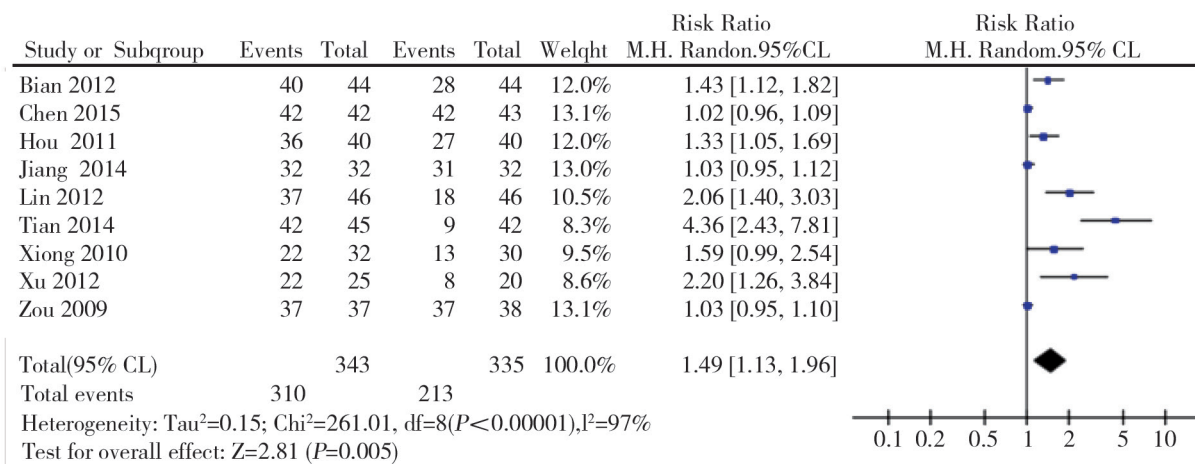 Risk Ratio Risk Ratio
Study or Subqroup Events Total Events Total Welqht M.H. Random.95%CL M.H. Random.95% CL
Bian 2012 40 44 28 44 12.0% 1.43 [1.12, 1.82]
Chen 2015 42 42 42 43 13.1% 1.02 [0.96, 1.09]
Hou 2011 36 40 27 40 12.0% 1.33 [1.05, 1.69]
Jiang 2014 32 32 31 32 13.0% 1.03 [0.95, 1.12]
Lin 2012 37 46 18 46 10.5% 2.06 [1.40, 3.03]
Tian 2014 42 45 9 42 8.3% 4.36 [2.43, 7.81]
Xiong 2010 22 32 13 30 9.5% 1.59 [0.99, 2.54]
Xu 2012 22 25 8 20 8.6% 2.20 [1.26, 3.84]
Zou 2009 37 37 37 38 13.1% 1.03 [0.95, 1.10]
Total(95% CL) 343 335 100.0% 1.49 [1.13, 1.96]
Total events 310 213
Heterogeneity: Tau²=0.15; Chi²=261.01, df=8(P<0.00001),l²=97%
Test for overall effect: Z=2.81 (P=0.005)
0.1 0.2 0.5 1 2 5 10